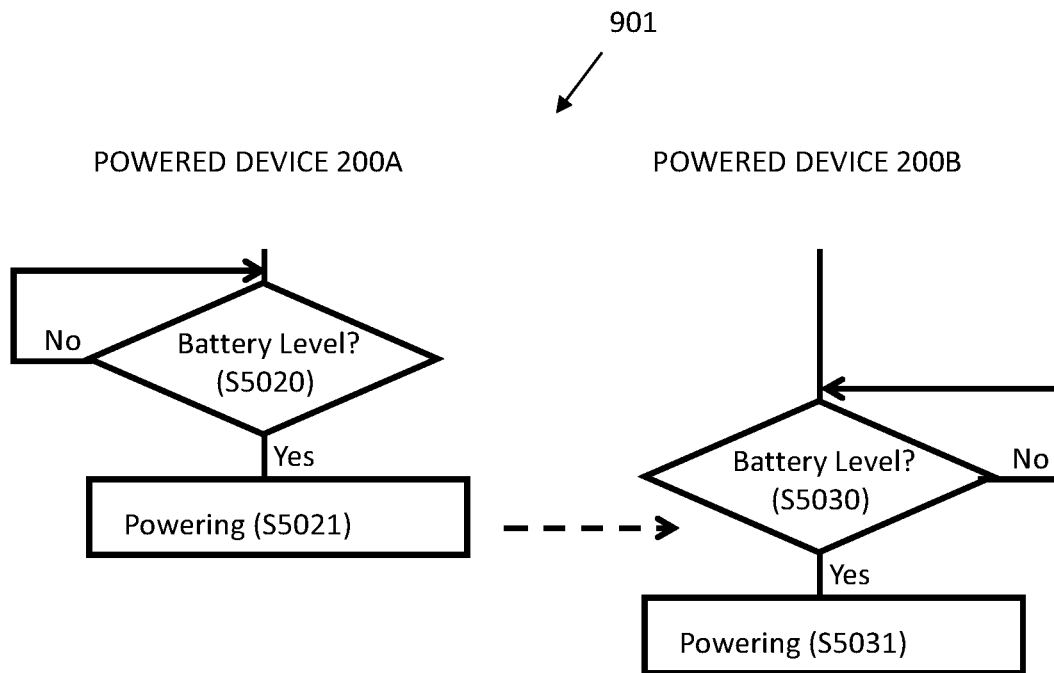 901
POWERED DEVICE 200A
POWERED DEVICE 200B
No
Battery Level?
(S5020)
Yes
Powering (S5021)
Battery Level?
(S5030)
No
Yes
Powering (S5031)